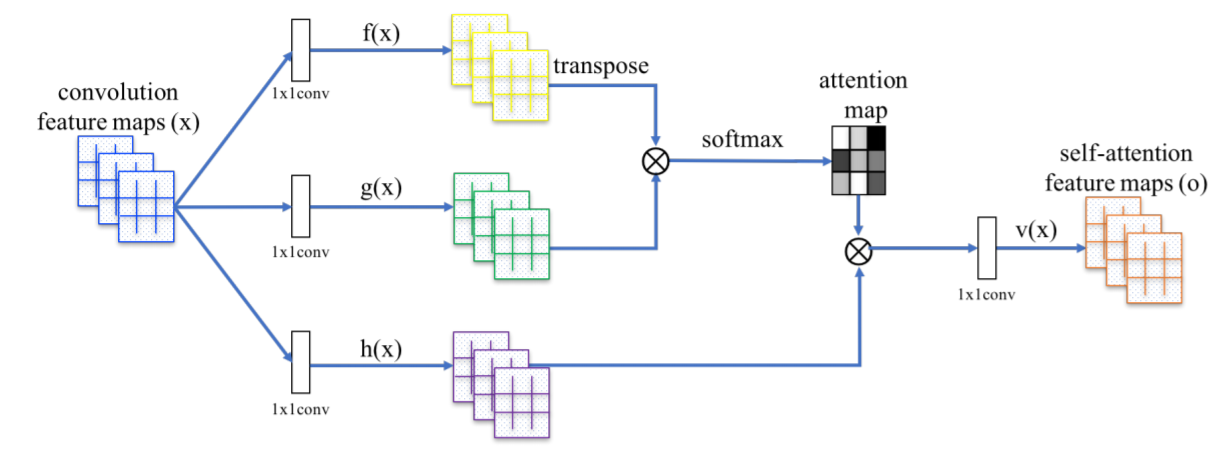 convolution
feature maps (x)
f(x)
1x1conv
transpose
g(x)
1x1conv
h(x)
1x1conv
softmax
attention
map
v(x)
1x1conv
self-attention
feature maps (o)